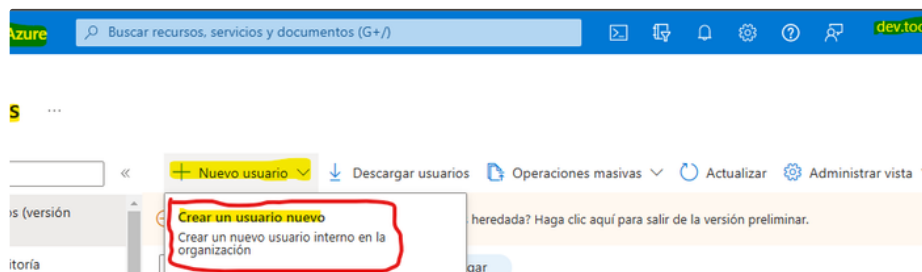 Azure
Buscar recursos, servicios y documentos (G+/)
dev.too
s
Nuevo usuario
Descargar usuarios
Operaciones masivas
Actualizar
Administrar vista
os (versión
Crear un usuario nuevo
Crear un nuevo usuario interno en la
organización
heredada? Haga clic aquí para salir de la versión preliminar.
itoría
gar